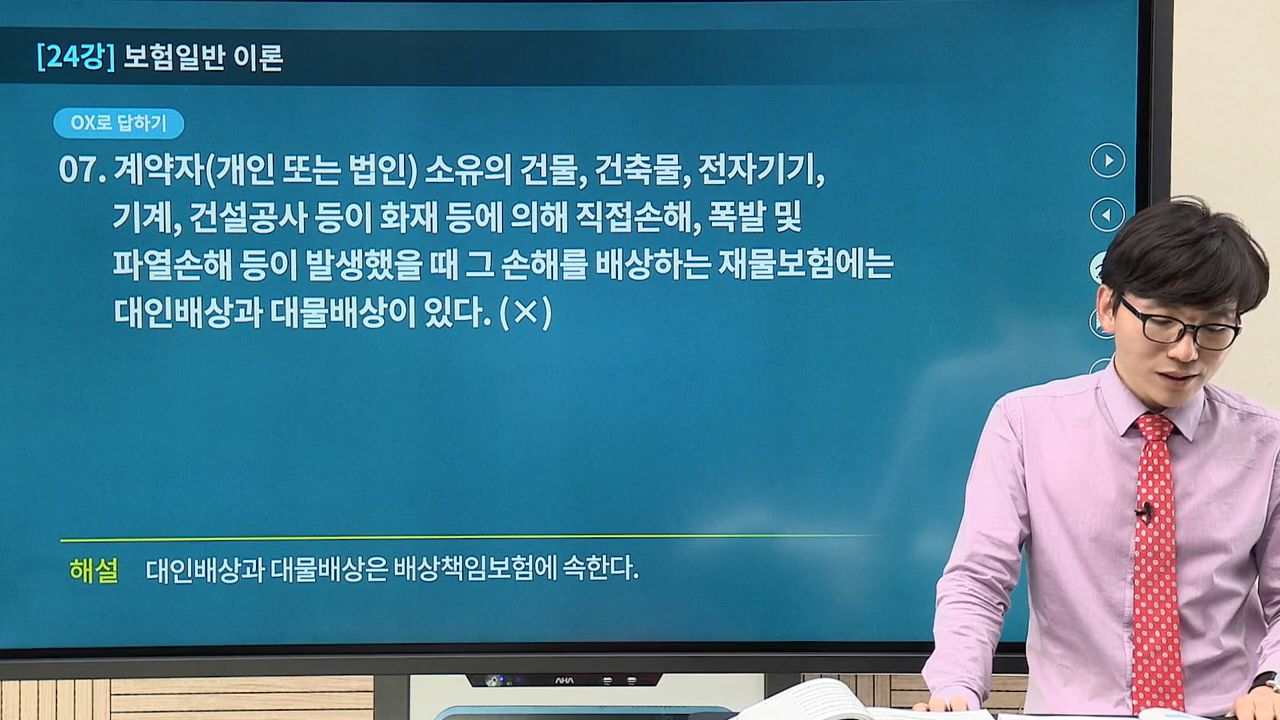 [24강] 보험일반 이론
OX로 답하기
07. 계약자(개인 또는 법인) 소유의 건물, 건축물, 전자기기,
기계, 건설공사 등이 화재 등에 의해 직접손해, 폭발 및
파열손해 등이 발생했을 때 그 손해를 배상하는 재물보험에는
대인배상과 대물배상이 있다. (×)
해설 대인배상과 대물배상은 배상책임보험에 속한다.
AHA